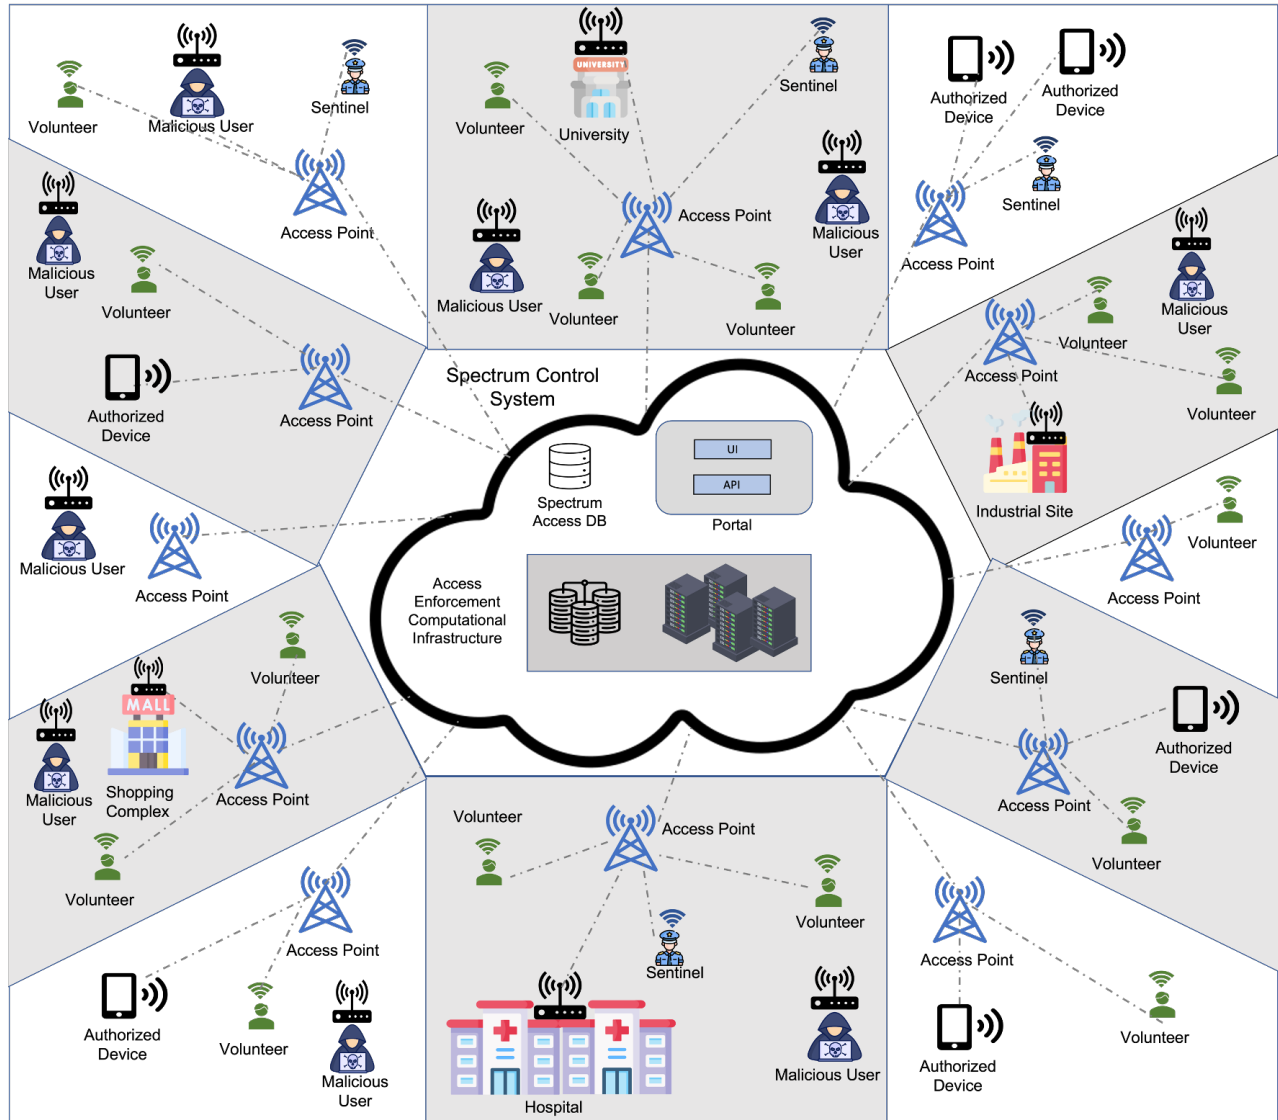 Volunteer
Malicious User
Sentinel
Access Point
UNIVERSITY
Volunteer
University
Sentinel
Access Point
Malicious User
Volunteer
Volunteer
Malicious
User
Authorized
Device
Authorized
Device
Sentinel
Access Point
Malicious
User
Volunteer
Authorized
Device
Access Point
Malicious
User
Volunteer
Access Point
Volunteer
Industrial Site
Spectrum Control
System
Spectrum
Access DB
UI
API
Portal
Access
Enforcement
Computational
Infrastructure
Malicious User
Access Point
Volunteer
Access Point
Volunteer
MALL
Malicious
User
Shopping
Complex
Access Point
Volunteer
Sentinel
Authorized
Device
Access Point
Volunteer
Access Point
Authorized
Device
Volunteer
Malicious
User
Volunteer
Access Point
Volunteer
Sentinel
Malicious User
Hospital
Access Point
Authorized
Device
Volunteer